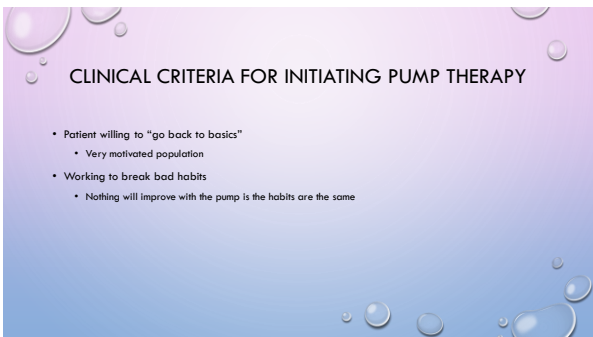 CLINICAL CRITERIA FOR INITIATING PUMP THERAPY
• Patient willing to “go back to basics”
• Very motivated population
• Working to break bad habits
• Nothing will improve with the pump is the habits are the same